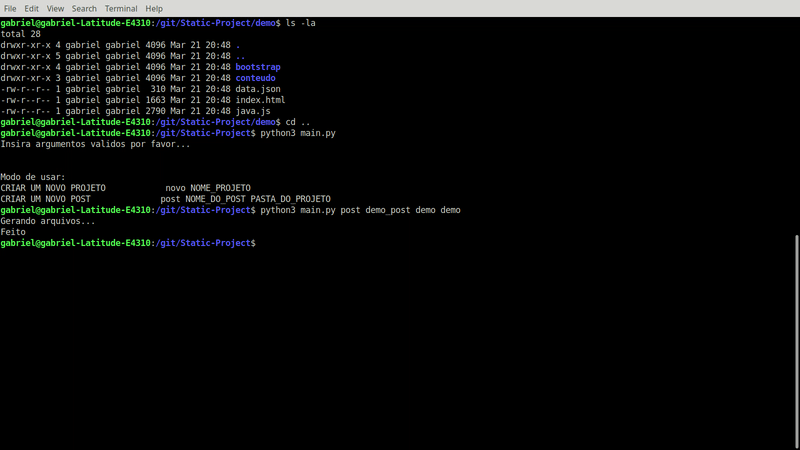 File Edit View Search Terminal Help
gabriel@gabriel-Latitude-E4310:/git/Static-Project/demo$ ls -la
total 28
drwxr-xr-x 4 gabriel gabriel 4096 Mar 21 20:48 .
drwxr-xr-x 5 gabriel gabriel 4096 Mar 21 20:48 ..
drwxr-xr-x 4 gabriel gabriel 4096 Mar 21 20:48 bootstrap
drwxr-xr-x 3 gabriel gabriel 4096 Mar 21 20:48 conteudo
-rw-r--r-- 1 gabriel gabriel  310 Mar 21 20:48 data.json
-rw-r--r-- 1 gabriel gabriel 1663 Mar 21 20:48 index.html
-rw-r--r-- 1 gabriel gabriel 2790 Mar 21 20:48 java.js
gabriel@gabriel-Latitude-E4310:/git/Static-Project/demo$ cd ..
gabriel@gabriel-Latitude-E4310:/git/Static-Project$ python3 main.py
Insira argumentos validos por favor...
Modo de usar:
CRIAR UM NOVO PROJETO            novo NOME_PROJETO
CRIAR UM NOVO POST              post NOME_DO_POST PASTA_DO_PROJETO
gabriel@gabriel-Latitude-E4310:/git/Static-Project$ python3 main.py post demo_post demo demo
Gerando arquivos...
Feito
gabriel@gabriel-Latitude-E4310:/git/Static-Project$